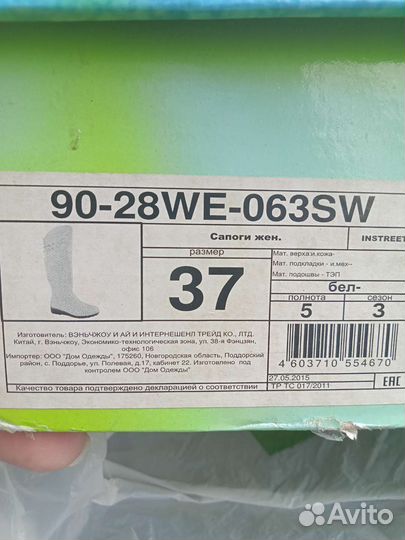 90-28WE-063SW
Сапоги жен.
INSTREET
размер
37
Мат. верха:и.кожа-
Мат. подкладки - и.мех--
Мат. подошвы - ТЭП
бел-
полнота
сезон
5
3
Изготовитель: ВЭНЬЧЖОУ И АЙ И ИНТЕРНЕШЕНЛ ТРЕЙД КО., ЛТД.
Китай, г. Вэньчжоу, Экономико-технологическая зона, ул. 38-я Фэнцзян,
офис 106
Импортер: ООО "Дом Одежды", 175260, Новгородская область, Поддорский
район, с. Поддорье, ул. Полевая, д.17, кабинет 22. Изготовлено под
контролем ООО "Дом Одежды"
Качество товара подтверждено декларацией о соответствии
4 603710 554670
27.05.2015
ТР ТС 017/2011
ЕАС
Avito